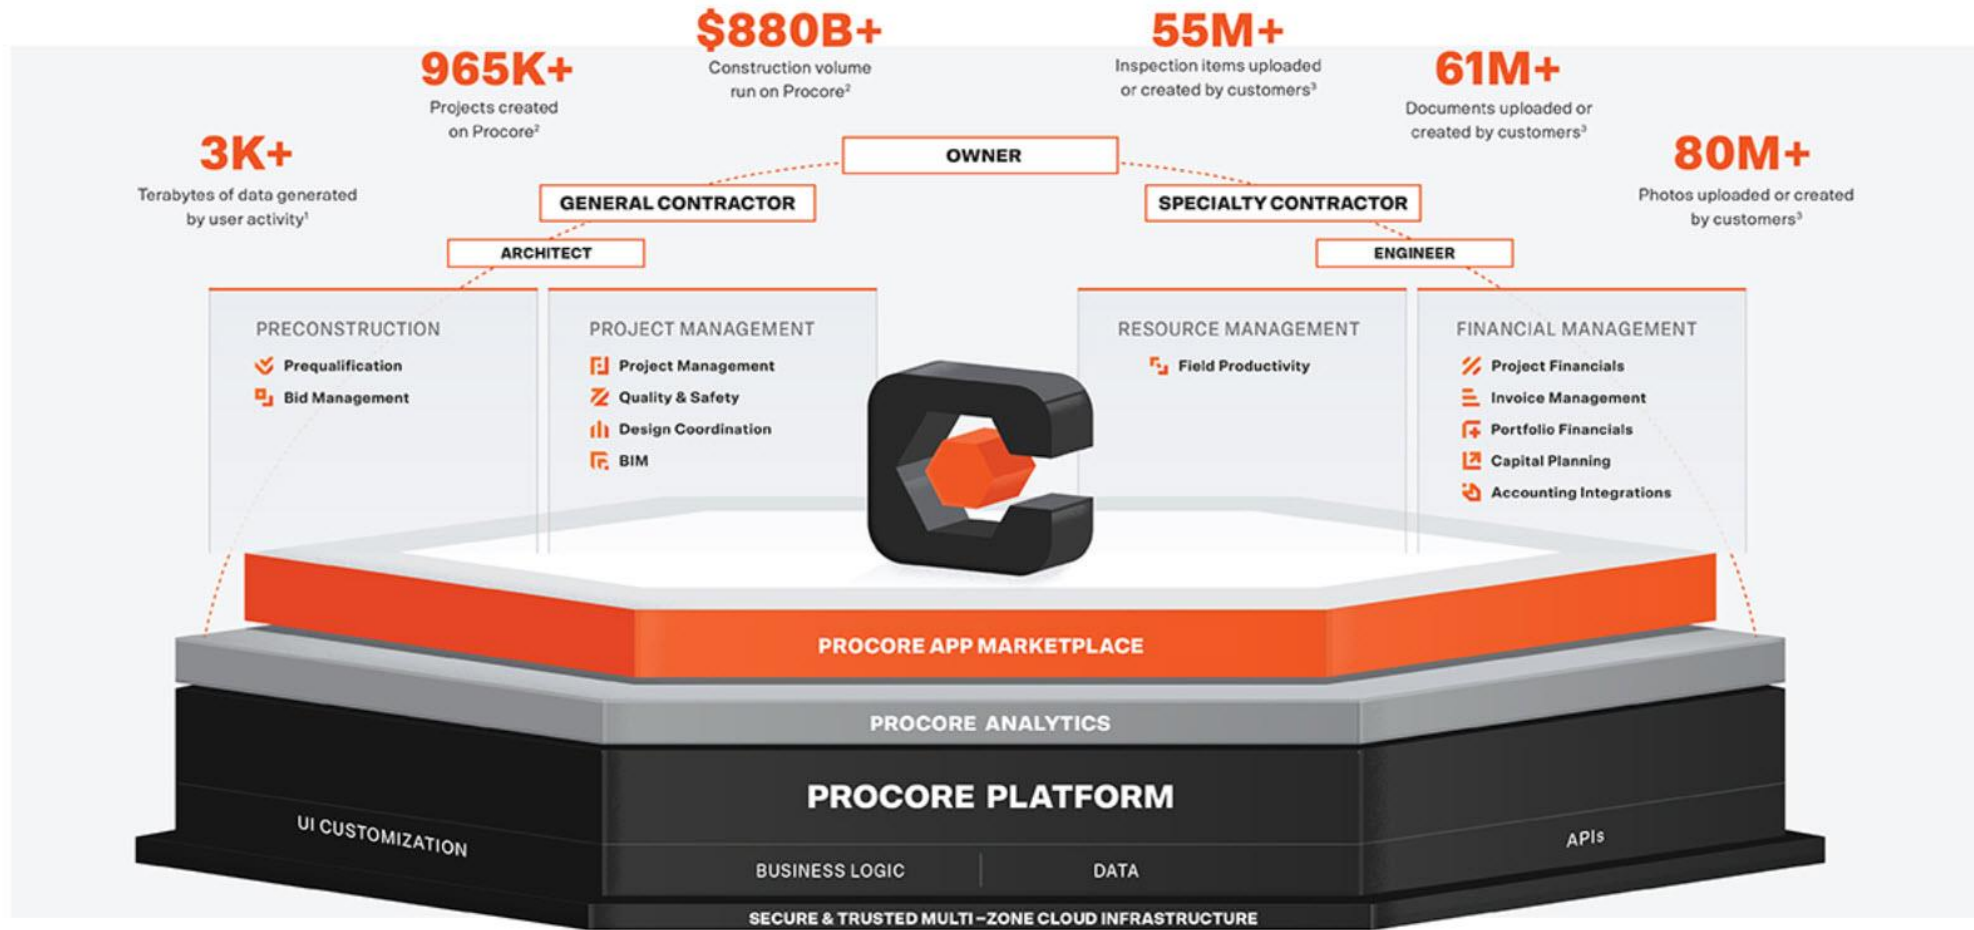 $880B+
Construction volume
run on Procore²
55M+
Inspection items uploaded
or created by customers³
965K+
Projects created
on Procore²
61M+
Documents uploaded or
created by customers³
3K+
Terabytes of data generated
by user activity¹
80M+
Photos uploaded or created
by customers³
OWNER
GENERAL CONTRACTOR
SPECIALTY CONTRACTOR
ARCHITECT
ENGINEER
PRECONSTRUCTION
Prequalification
Bid Management
PROJECT MANAGEMENT
Project Management
Quality & Safety
Design Coordination
BIM
RESOURCE MANAGEMENT
Field Productivity
FINANCIAL MANAGEMENT
Project Financials
Invoice Management
Portfolio Financials
Capital Planning
Accounting Integrations
PROCORE APP MARKETPLACE
PROCORE ANALYTICS
PROCORE PLATFORM
UI CUSTOMIZATION
BUSINESS LOGIC
DATA
APIs
SECURE & TRUSTED MULTI–ZONE CLOUD INFRASTRUCTURE